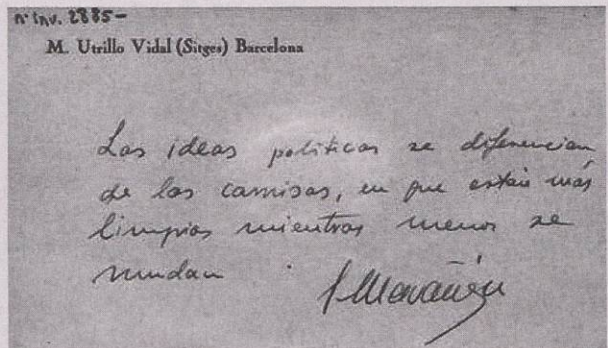 nº inv. 2885-
M. Utrillo Vidal (Sitges) Barcelona
Las ideas politicas se diferencian
de las camisas, en que están más
limpias mientras menos se
mudan.
G Marañón